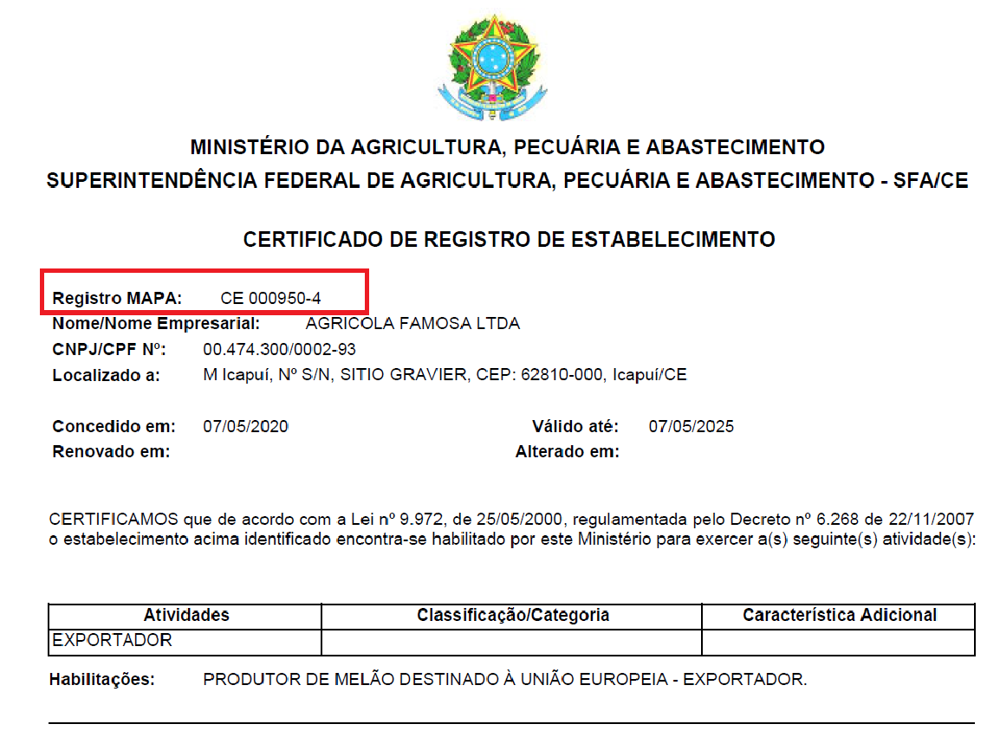 MINISTÉRIO DA AGRICULTURA, PECUÁRIA E ABASTECIMENTO
SUPERINTENDÊNCIA FEDERAL DE AGRICULTURA, PECUÁRIA E ABASTECIMENTO - SFA/CE
CERTIFICADO DE REGISTRO DE ESTABELECIMENTO
Registro MAPA: CE 000950-4
Nome/Nome Empresarial: AGRICOLA FAMOSA LTDA
CNPJ/CPF Nº: 00.474.300/0002-93
Localizado a: M Icapuí, Nº S/N, SITIO GRAVIER, CEP: 62810-000, Icapuí/CE
Concedido em: 07/05/2020 Válido até: 07/05/2025
Renovado em: Alterado em:
CERTIFICAMOS que de acordo com a Lei nº 9.972, de 25/05/2000, regulamentada pelo Decreto nº 6.268 de 22/11/2007
o estabelecimento acima identificado encontra-se habilitado por este Ministério para exercer a(s) seguinte(s) atividade(s):
Atividades Classificação/Categoria Característica Adicional
EXPORTADOR
Habilitações: PRODUTOR DE MELÃO DESTINADO À UNIÃO EUROPEIA - EXPORTADOR.